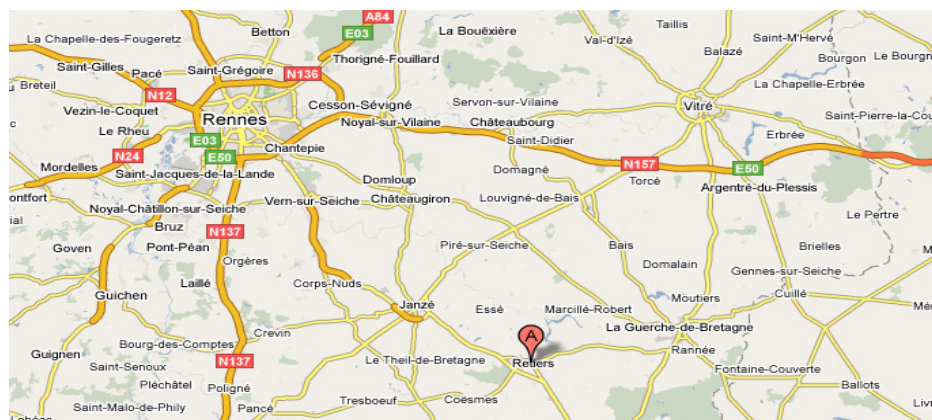 A84
Betton
La Bouëxière
Taillis
La Chapelle-des-Fougeretz
E03
Val-d'Izé
Saint-M'Hervé
Balazé
Saint-Gilles
Pacé
Saint-Grégoire
Thorigné-Fouillard
Bourgon
Le Bourgn
Breteil
N136
La Chapelle-Erbrée
N12
Vezin-le-Coquet
Cesson-Sévigné
Servon-sur-Vilaine
Vitré
Rennes
Noyal-sur-Vilaine
Châteaubourg
Saint-Pierre-la-Cou
Le Rheu
E03
Saint-Didier
Erbrée
N24
E50
Chantepie
Mordelles
N157
E50
Saint-Jacques-de-la-Lande
Domloup
Domagné
Torcé
Argentré-du-Plessis
ontfort
Châteaugiron
Louvigné-de-Bais
Noyal-Châtillon-sur-Seiche
Vern-sur-Seiche
Le Pertre
rial
Bruz
N137
Goven
Pont-Péan
Piré-sur-Seiche
Bais
Brielles
Orgères
Domalain
Gennes-sur-Seiche
Laillé
Corps-Nuds
Guichen
Moutiers
Cuillé
Janzé
Essé
Marcillé-Robert
Mé
Crevin
La Guerche-de-Bretagne
A
Bourg-des-Comptes
Guignen
N137
Le Theil-de-Bretagne
Retiers
Rannée
Saint-Senoux
Fontaine-Couverte
Pléchâtel
Poligné
Ballots
Tresboeuf
Coësmes
Saint-Malo-de-Phily
Pancé
Livr